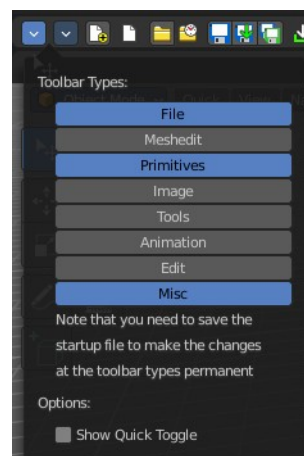 Toolbar Types:
File
Meshedit
Primitives
Image
Tools
Animation
Edit
Misc
Note that you need to save the
startup file to make the changes
at the toolbar types permanent
Options:
Show Quick Toggle